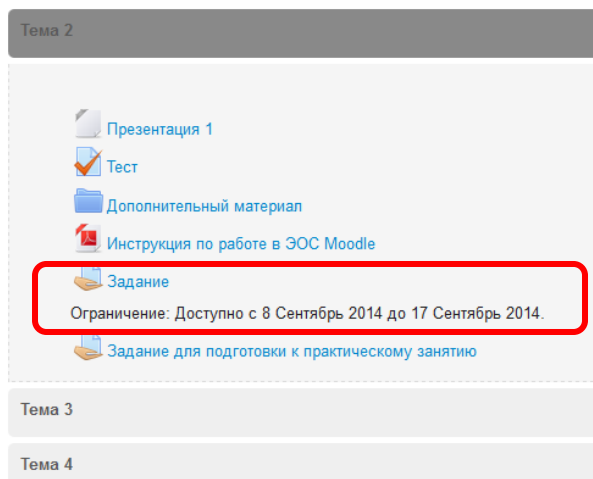 Тема 2
Презентация 1
Тест
Дополнительный материал
Инструкция по работе в ЭОС Moodle
Задание
Ограничение: Доступно с 8 Сентябрь 2014 до 17 Сентябрь 2014.
Задание для подготовки к практическому занятию
Тема 3
Тема 4